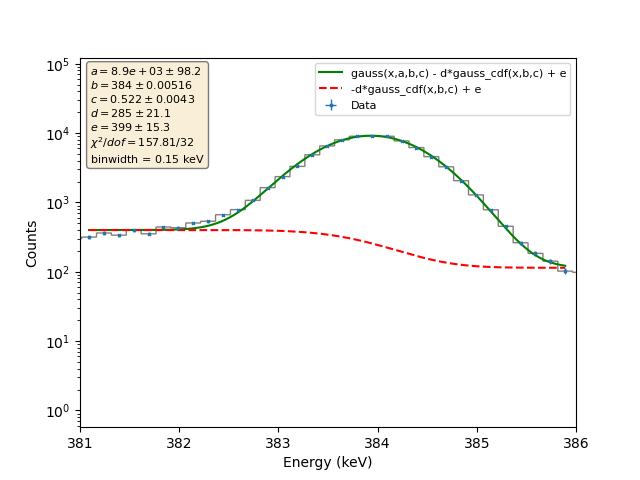 10⁵
10⁴
10³
10²
10¹
10⁰
Counts
a = 8.9e + 03 ± 98.2
b = 384 ± 0.00516
c = 0.522 ± 0.0043
d = 285 ± 21.1
e = 399 ± 15.3
χ²/dof = 157.81/32
binwidth = 0.15 keV
gauss(x,a,b,c) - d*gauss_cdf(x,b,c) + e
-d*gauss_cdf(x,b,c) + e
Data
381 382 383 384 385 386
Energy (keV)